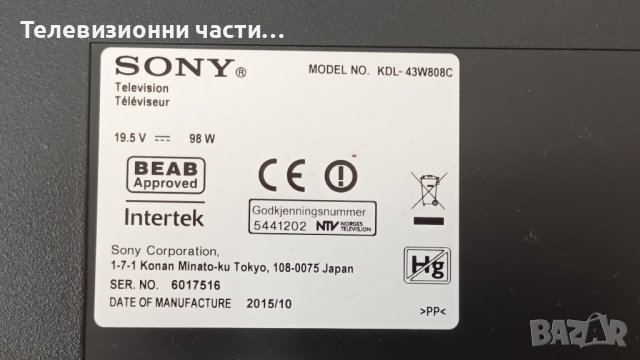 Телевизионни части…
SONY®
MODEL NO. KDL-43W808C
Television
Téléviseur
19.5 V ⎓ 98 W
BEAB
Approved
Intertek
CE
Godkjenningsnummer
5441202 NTV NORGES TELEVISJON
Sony Corporation,
1-7-1 Konan Minato-ku Tokyo, 108-0075 Japan
Hg
SER. NO. 6017516
DATE OF MANUFACTURE 2015/10
>PP<
BAZAR